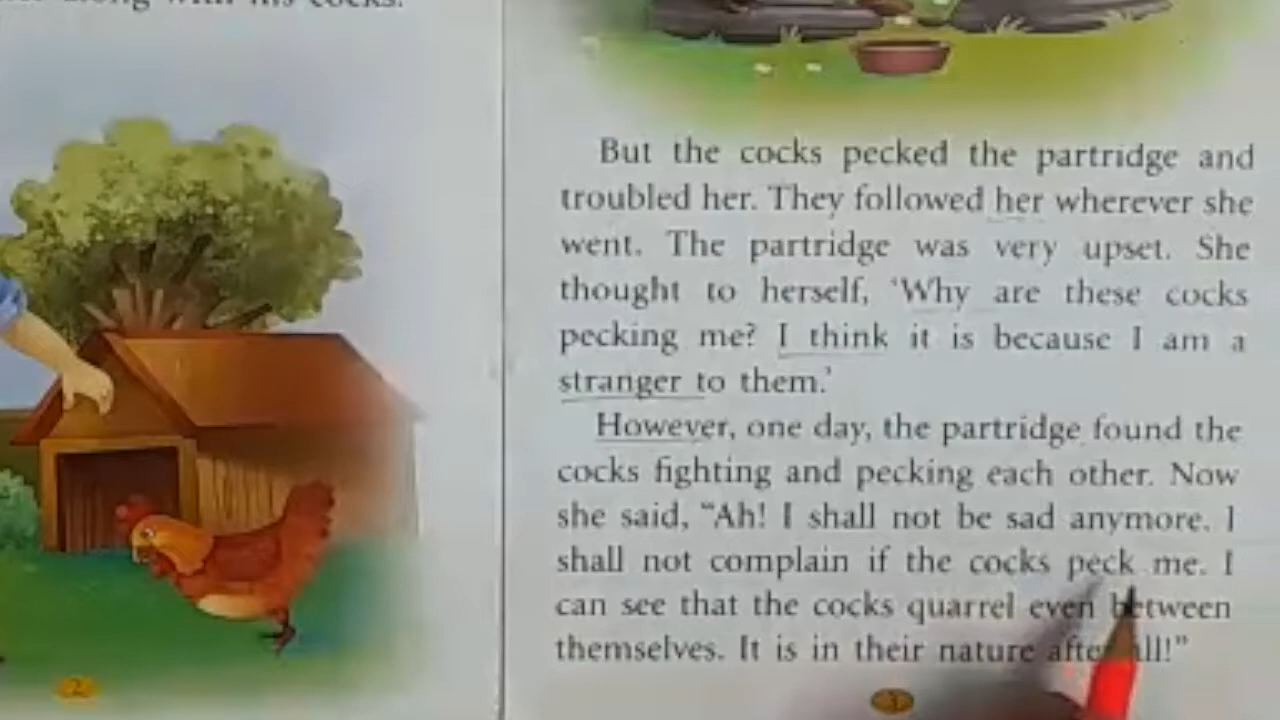 along with his cocks.
2
But the cocks pecked the partridge and
troubled her. They followed her wherever she
went. The partridge was very upset. She
thought to herself, 'Why are these cocks
pecking me? I think it is because I am a
stranger to them.'
However, one day, the partridge found the
cocks fighting and pecking each other. Now
she said, "Ah! I shall not be sad anymore. I
shall not complain if the cocks peck me. I
can see that the cocks quarrel even between
themselves. It is in their nature after all!"
3